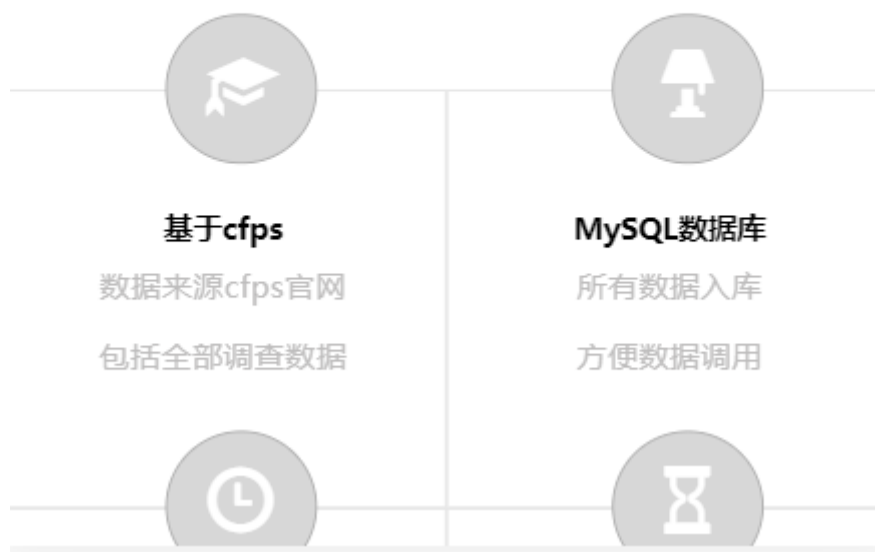 基于cfps
数据来源cfps官网
包括全部调查数据
MySQL数据库
所有数据入库
方便数据调用